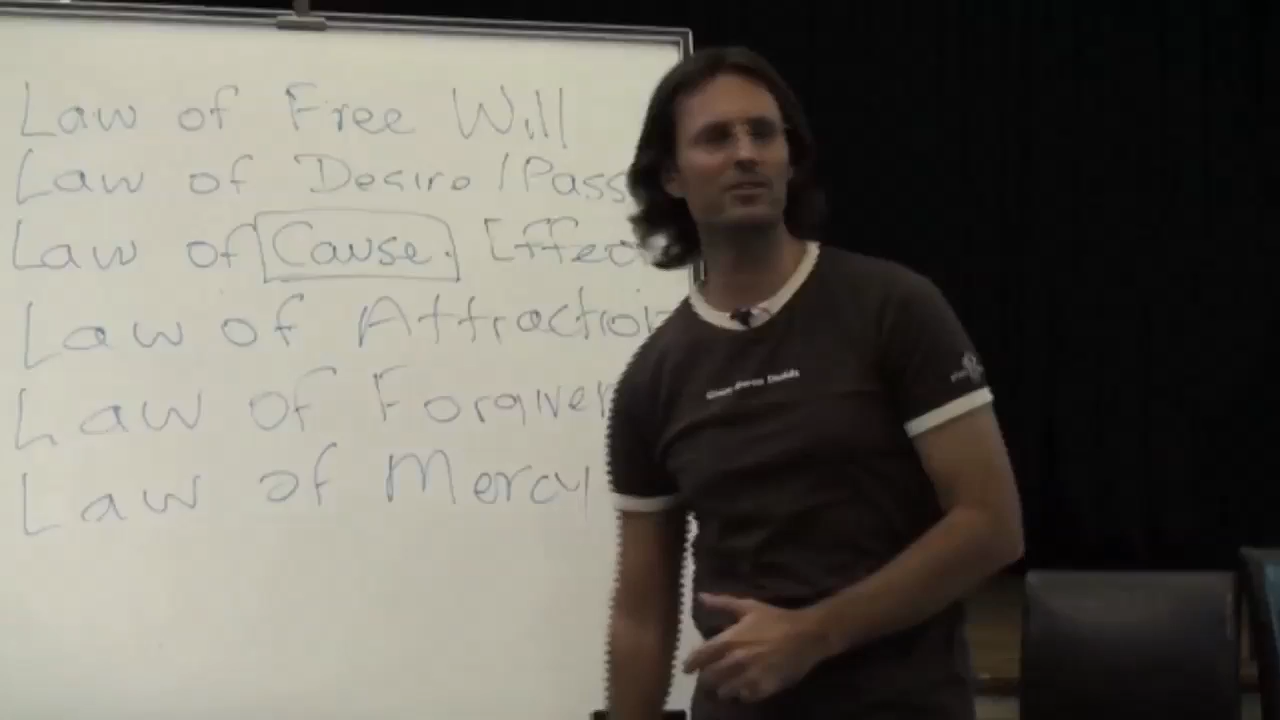 Law of Free Will
Law of Desire/Pass
Law of Cause. Effec
Law of Attraction
Law of Forgiven
Law of Mercy